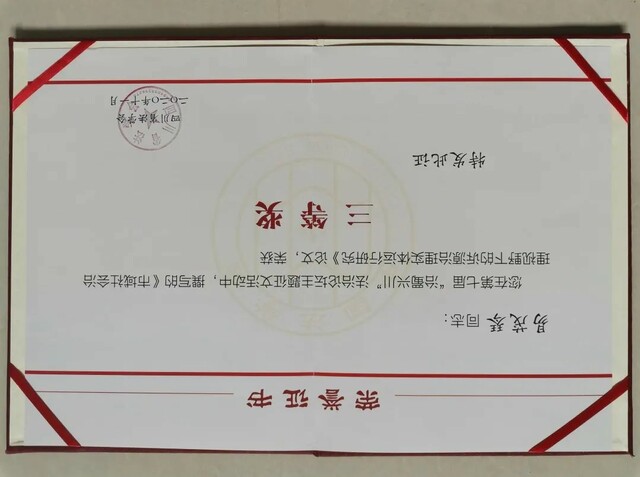 荣誉证书
易茂琴同志：
您在第七届“治蜀兴川”法治论坛主题征文活动中，撰写的《市域社会治
理视野下的诉源治理实体运行研究》论文，荣获
三等奖
特发此证
四川省法学会
二〇二〇年十一月